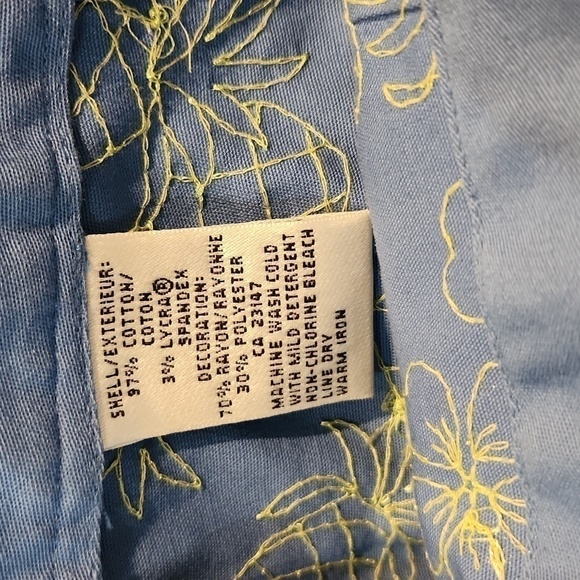 SHELL/EXTERIEUR:
97% COTTON/
COTON
3% LYCRA®
SPANDEX
DECORATION:
70% RAYON/RAYONNE
30% POLYESTER
CA 23147
MACHINE WASH COLD
WITH MILD DETERGENT
NON-CHLORINE BLEACH
LINE DRY
WARM IRON